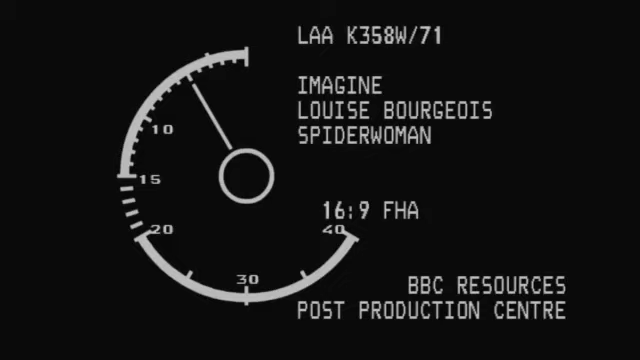 LAA K358W/71
IMAGINE
LOUISE BOURGEOIS
SPIDERWOMAN
10
15
16:9 FHA
20
40
30
BBC RESOURCES
POST PRODUCTION CENTRE